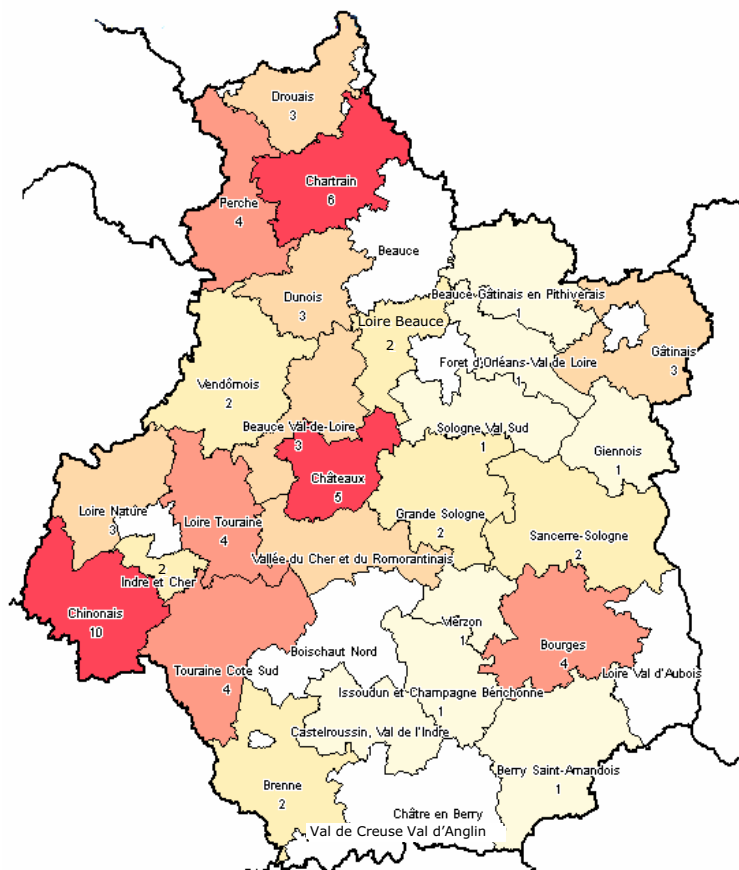 Drouais
3
Chartrain
6
Perche
4
Beauce
Dunois
3
Beauce Gâtinais en Pithiverais
1
Loire Beauce
2
Foret d'Orléans-Val de Loire
Gâtinais
3
Vendômois
2
Beauce Val-de-Loire
3
Sologne Val Sud
1
Giennois
1
Châteaux
5
Loire Nature
3
Loire Touraine
4
Grande Sologne
2
Sancerre-Sologne
2
Vallée du Cher et du Romorantinais
2
Indre et Cher
Chinonais
10
Vierzon
1
Bourges
4
Boischaut Nord
Touraine Coté Sud
4
Loire Val d'Aubois
Issoudun et Champagne Bérichonne
1
Castelroussin, Val de l'Indre
Berry Saint-Amandois
1
Brenne
2
Châtre en Berry
Val de Creuse Val d'Anglin